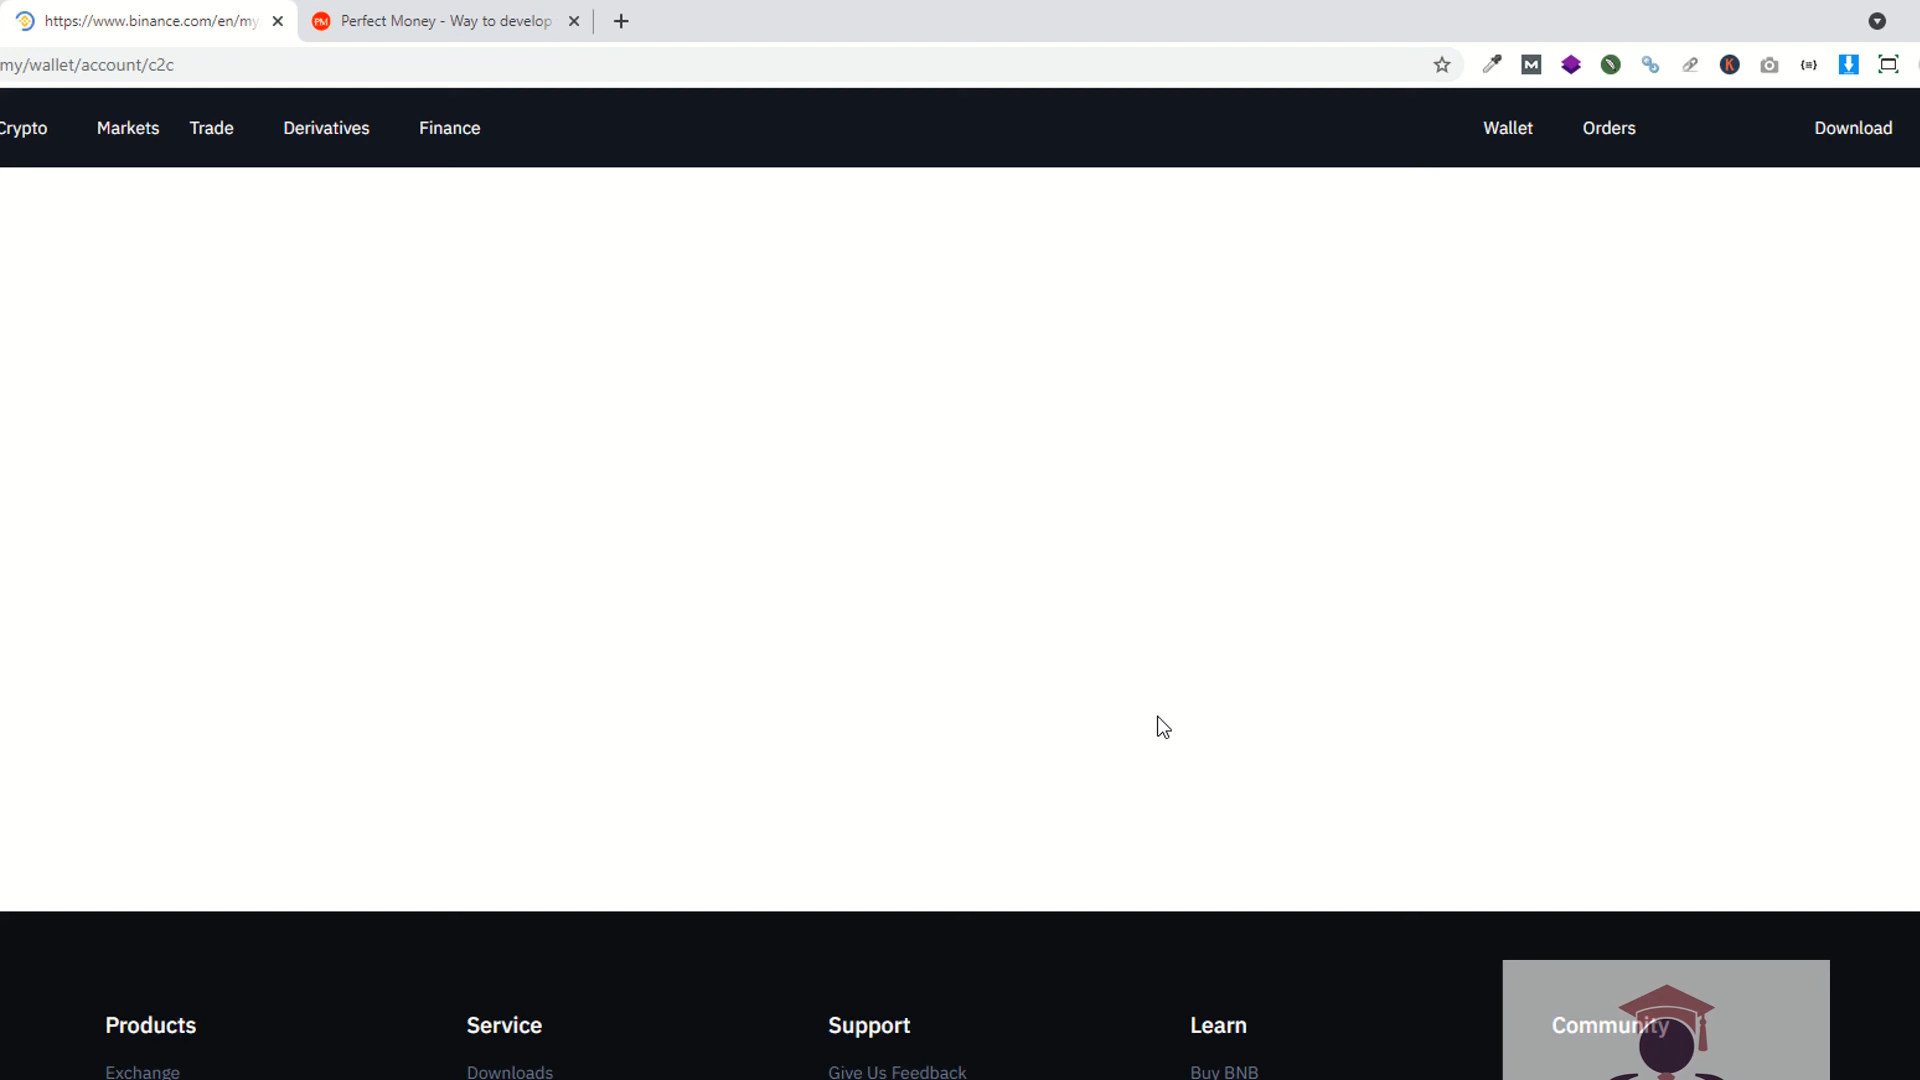 https://www.binance.com/en/my
PM
Perfect Money - Way to develop
my/wallet/account/c2c
M
K
Crypto
Markets
Trade
Derivatives
Finance
Wallet
Orders
Download
Products
Service
Support
Learn
Community
Exchange
Downloads
Give Us Feedback
Buy BNB